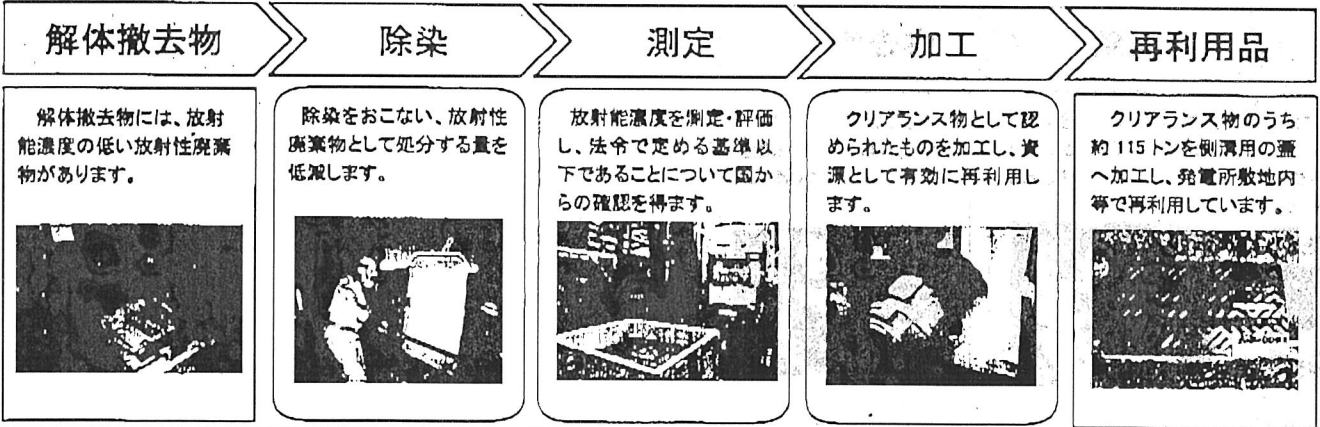 解体撤去物
除染
測定
加工
再利用品
解体撤去物には、放射
能濃度の低い放射性廃棄
物があります。
除染をおこない、放射性
廃棄物として処分する量を
低減します。
放射能濃度を測定・評価
し、法令で定める基準以
下であることについて国か
らの確認を得ます。
クリアランス物として認
められたものを加工し、資
源として有効に再利用し
ます。
クリアランス物のうち
約 115 トンを側溝用の蓋
へ加工し、発電所敷地内
等で再利用しています。